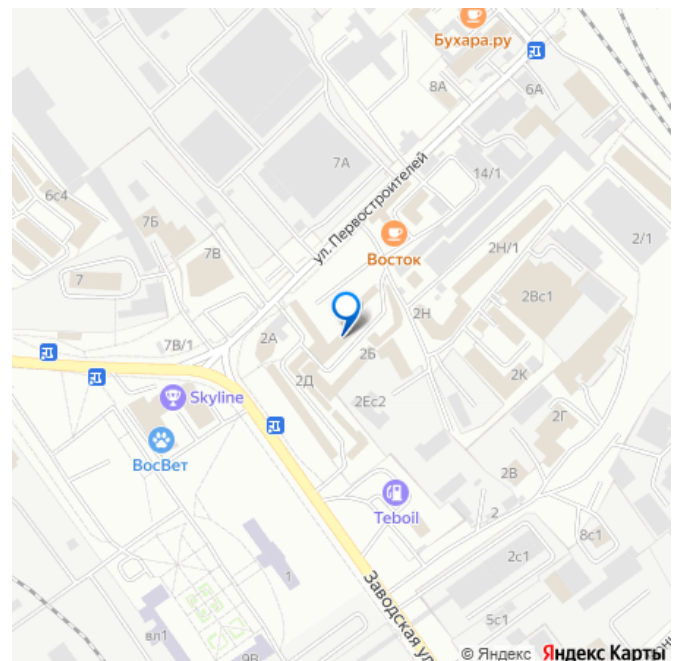 Бухара.ру
8А
6А
7А
ул. Первостроителей
14/1
6с4
7Б
7В
Восток
2Н/1
2/1
7
2Вс1
7В/1
2А
2Н
2Б
2К
Skyline
2Д
2Ес2
2Г
ВосВет
2В
Teboil
2
8с1
2с1
1
Заводская ул
5с1
вл1
9В
© Яндекс Яндекс Карты